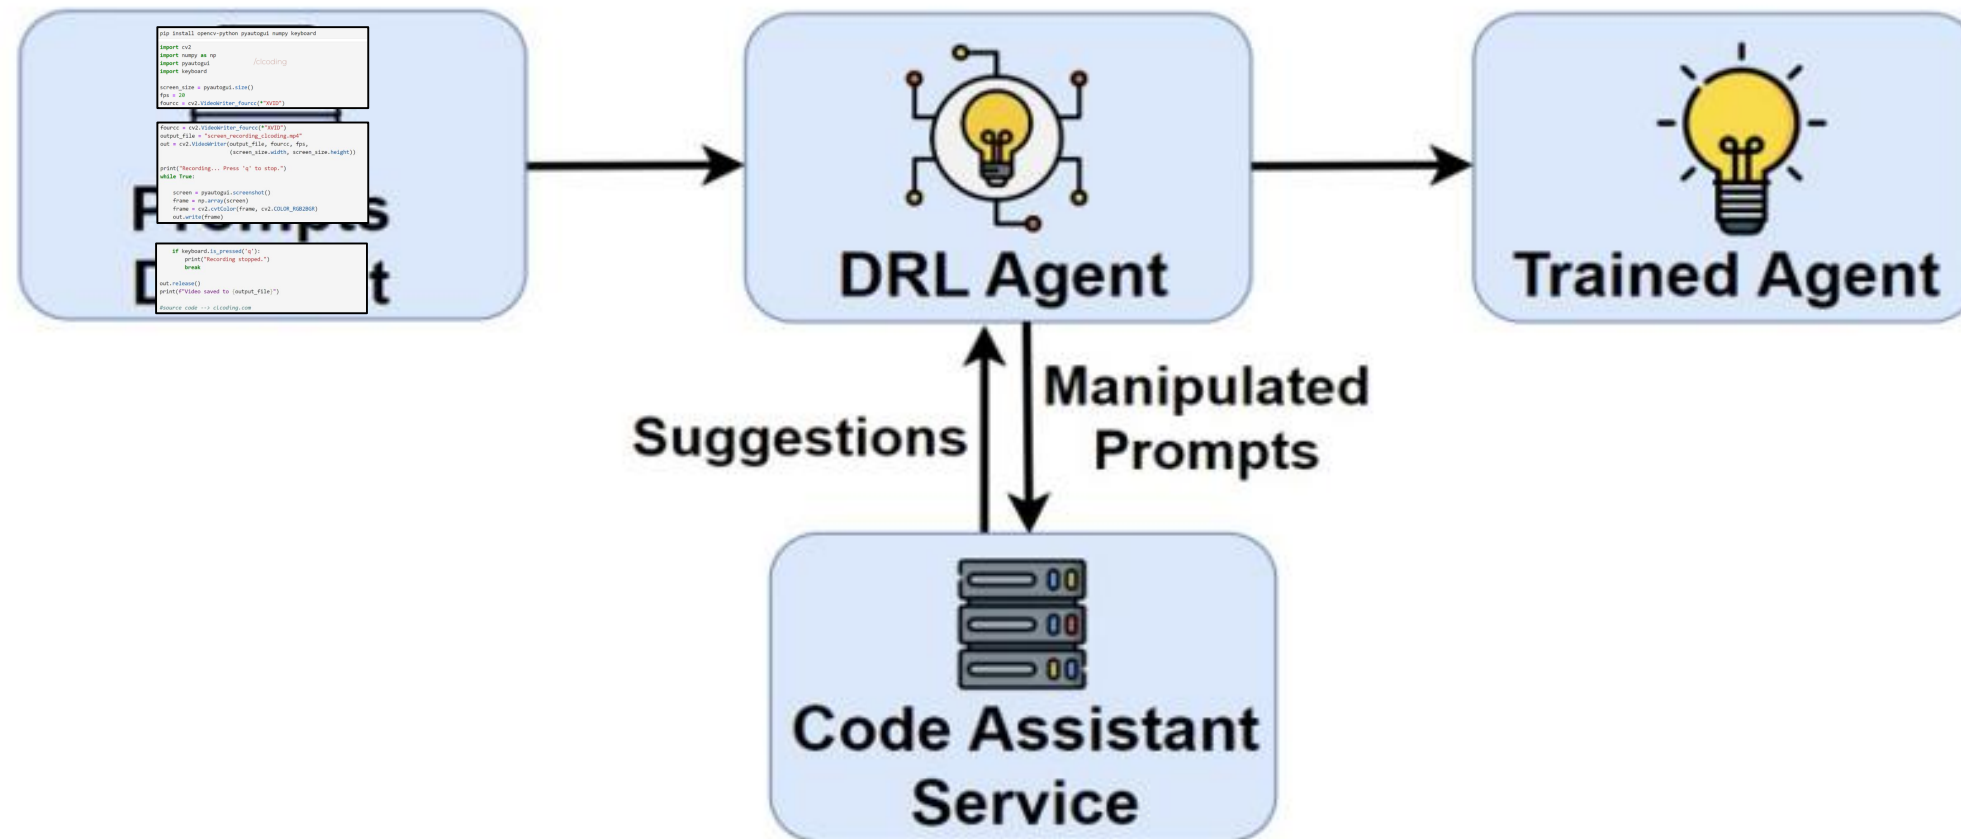 pip install opencv-python pyautogui numpy keyboard
import cv2
import numpy as np
import pyautogui
import keyboard
/clcoding
screen_size = pyautogui.size()
fps = 20
fourcc = cv2.VideoWriter_fourcc(*"XVID")
fourcc = cv2.VideoWriter_fourcc(*"XVID")
output_file = "screen_recording_clcoding.mp4"
out = cv2.VideoWriter(output_file, fourcc, fps,
(screen_size.width, screen_size.height))
print("Recording... Press 'q' to stop.")
while True:
screen = pyautogui.screenshot()
frame = np.array(screen)
frame = cv2.cvtColor(frame, cv2.COLOR_RGB2BGR)
out.write(frame)
if keyboard.is_pressed('q'):
print("Recording stopped.")
break
out.release()
print(f"Video saved to {output_file}")
#source code --> clcoding.com
DRL Agent
Trained Agent
Suggestions
Manipulated
Prompts
Code Assistant
Service